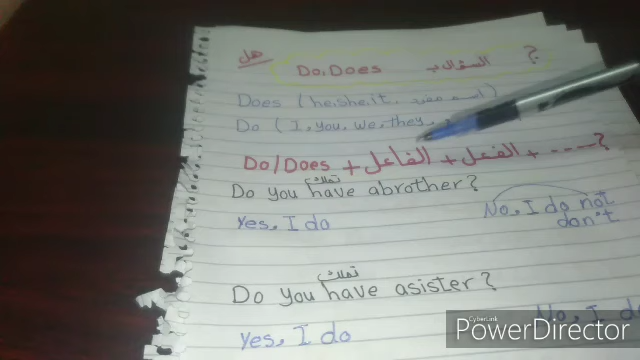 هل
السؤال بـ Do, Does ?
Does (he, she, it, اسم مفرد)
Do (I, you, we, they,
Do/Does + الفاعل + الفعل + ----?
تملك
Do you have abrother?
Yes, I do
No, I do not
don't
تملك
Do you have asister?
Yes, I do
No, I do
CyberLink
PowerDirector